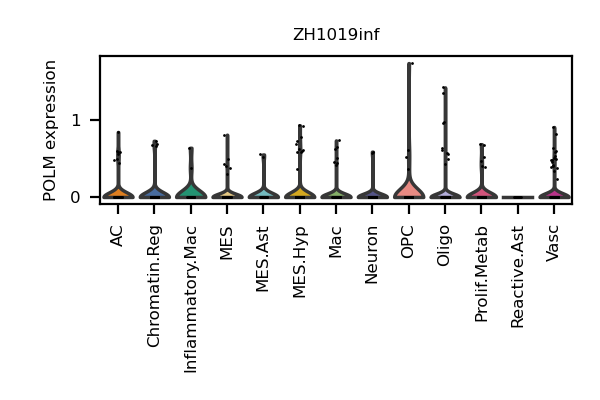 ZH1019inf
POLM expression
1
0
AC
Chromatin.Reg
Inflammatory.Mac
MES
MES.Ast
MES.Hyp
Mac
Neuron
OPC
Oligo
Prolif.Metab
Reactive.Ast
Vasc